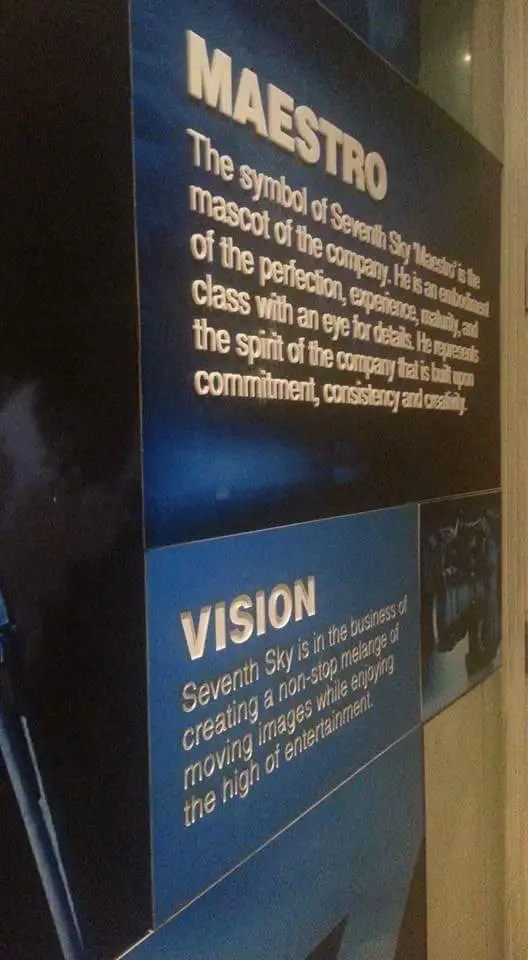 MAESTRO
The symbol of Seventh Sky 'Maestro' is the
mascot of the company. He is an embodiment
of the perfection, experience, maturity, and
class with an eye for details. He represents
the spirit of the company that is built upon
commitment, consistency and creativity.
VISION
Seventh Sky is in the business of
creating a non-stop melange of
moving images while enjoying
the high of entertainment.